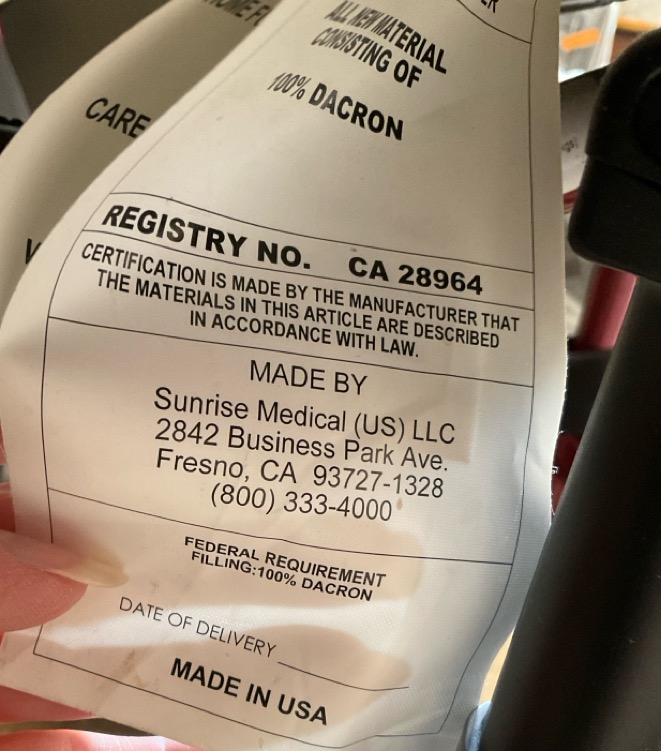 ER
OME F
CARE
ALL NEW MATERIAL
CONSISTING OF
100% DACRON
REGISTRY NO. CA 28964
CERTIFICATION IS MADE BY THE MANUFACTURER THAT
THE MATERIALS IN THIS ARTICLE ARE DESCRIBED
IN ACCORDANCE WITH LAW.
MADE BY
Sunrise Medical (US) LLC
2842 Business Park Ave.
Fresno, CA 93727-1328
(800) 333-4000
FEDERAL REQUIREMENT
FILLING:100% DACRON
DATE OF DELIVERY
MADE IN USA